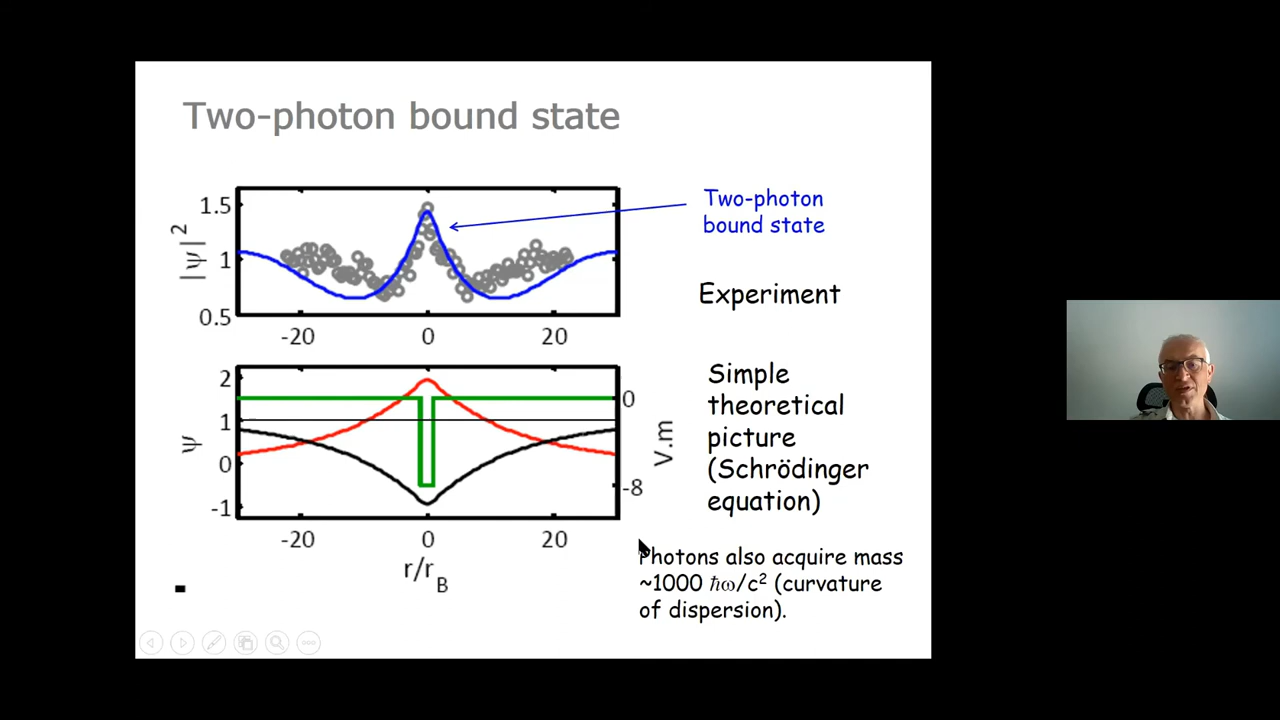 Two-photon bound state
1.5
1
0.5
|ψ|²
-20
0
20
Two-photon
bound state
Experiment
2
1
0
-1
ψ
0
-8
V.m
-20
0
20
r/r_B
Simple
theoretical
picture
(Schrödinger
equation)
Photons also acquire mass
~1000 ħω/c² (curvature
of dispersion).